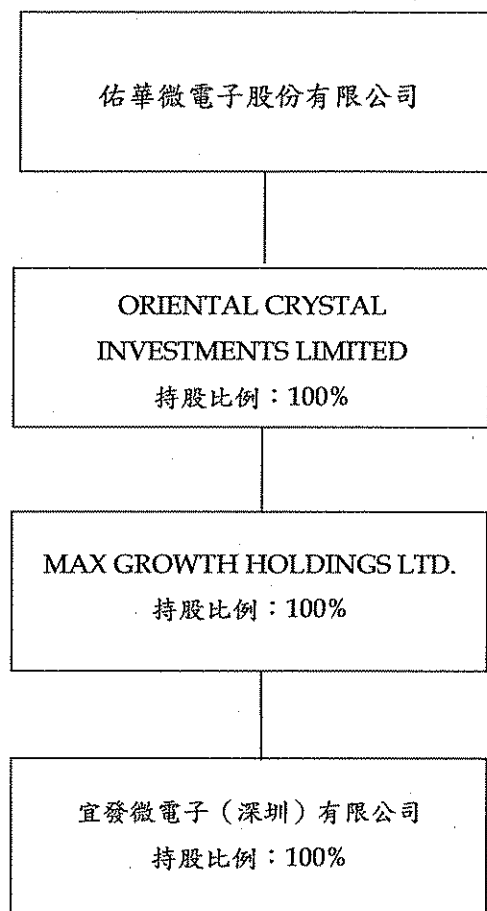 佑華微電子股份有限公司
ORIENTAL CRYSTAL
INVESTMENTS LIMITED
持股比例：100%
MAX GROWTH HOLDINGS LTD.
持股比例：100%
宜發微電子（深圳）有限公司
持股比例：100%